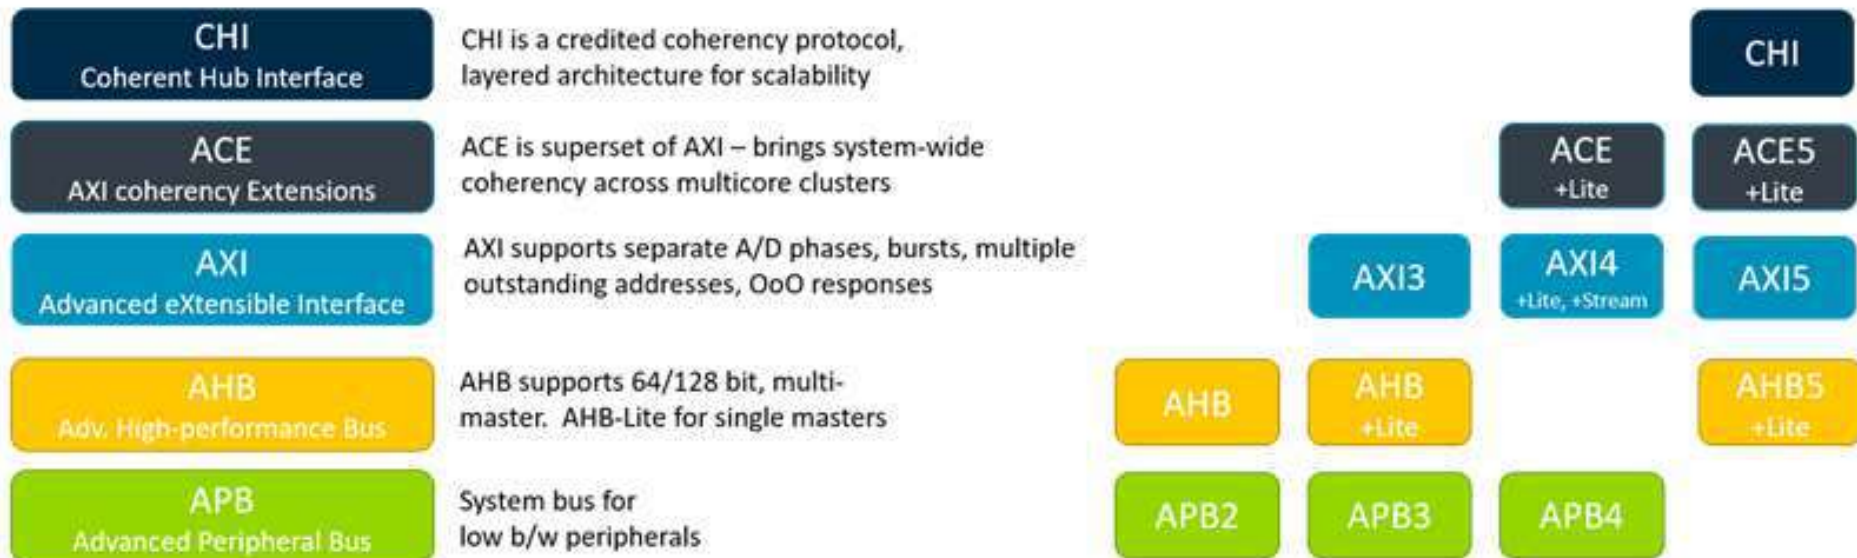 CHI
Coherent Hub Interface
CHI is a credited coherency protocol,
layered architecture for scalability
CHI
ACE
AXI coherency Extensions
ACE is superset of AXI – brings system-wide
coherency across multicore clusters
ACE
+Lite
ACE5
+Lite
AXI
Advanced eXtensible Interface
AXI supports separate A/D phases, bursts, multiple
outstanding addresses, OoO responses
AXI3
AXI4
+Lite, +Stream
AXI5
AHB
Adv. High-performance Bus
AHB supports 64/128 bit, multi-
master. AHB-Lite for single masters
AHB
AHB
+Lite
AHB5
+Lite
APB
Advanced Peripheral Bus
System bus for
low b/w peripherals
APB2
APB3
APB4